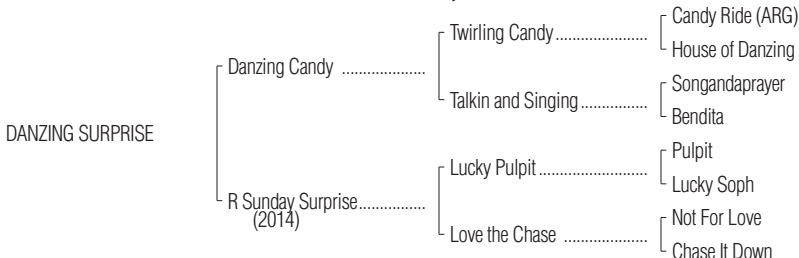 Candy Ride (ARG)
Twirling Candy....................
House of Danzing
Danzing Candy ..................
Songandaprayer
Talkin and Singing...............
Bendita
DANZING SURPRISE
Pulpit
Lucky Pulpit........................
Lucky Soph
R Sunday Surprise...............
(2014)
Not For Love
Love the Chase ..................
Chase It Down